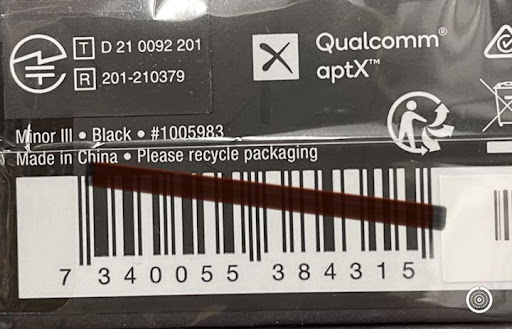 T D 21 0092 201
R 201-210379
Qualcomm®
aptX™
Minor III • Black • #1005983
Made in China • Please recycle packaging
7 340055 384315